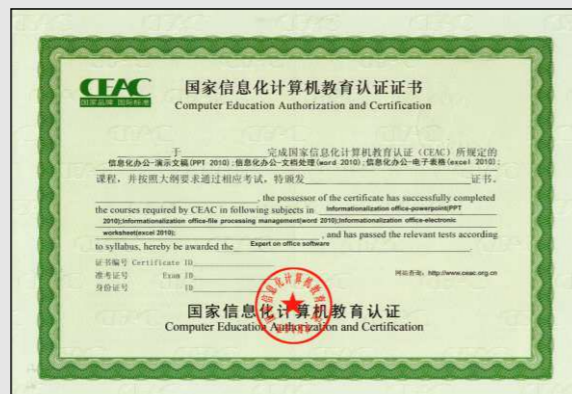 CEAC
国家品牌 国际标准
国家信息化计算机教育认证证书
Computer Education Authorization and Certification
于 完成国家信息化计算机教育认证（CEAC）所规定的
信息化办公-演示文稿(PPT 2010);信息化办公-文档处理(word 2010);信息化办公-电子表格(excel 2010);
课程，并按照大纲要求通过相应考试，特颁发 证书。
, the possessor of the certificate has successfully completed
the courses required by CEAC in following subjects in Informationalization office-powerpoint(PPT
2010);Informationalization office-file processing management(word 2010);Informationalization office-electronic
worksheet(excel 2010); , and has passed the relevant tests according
to syllabus, hereby be awarded the Expert on office software .
证书编号 Certificate ID
准考证号 Exam ID
身份证号 ID
网站查询：http://www.ceac.org.cn
国家信息化计算机教育认证
Computer Education Authorization and Certification